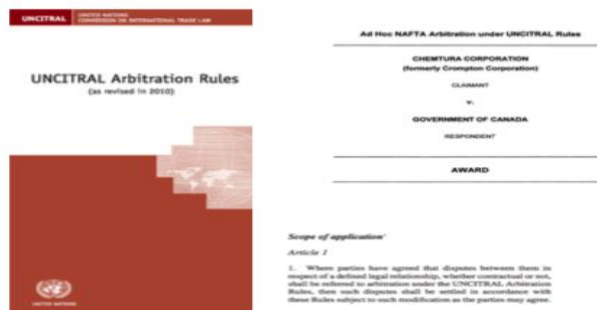 UNCITRAL
UNITED NATIONS
COMMISSION ON INTERNATIONAL TRADE LAW
UNCITRAL Arbitration Rules
(as revised in 2010)
UNITED NATIONS
Ad Hoc NAFTA Arbitration under UNCITRAL Rules
CHEMTURA CORPORATION
(formerly Crompton Corporation)
CLAIMANT
v.
GOVERNMENT OF CANADA
RESPONDENT
AWARD
Scope of application*
Article 1
1. Where parties have agreed that disputes between them in
respect of a defined legal relationship, whether contractual or not,
shall be referred to arbitration under the UNCITRAL Arbitration
Rules, then such disputes shall be settled in accordance with
these Rules subject to such modification as the parties may agree.